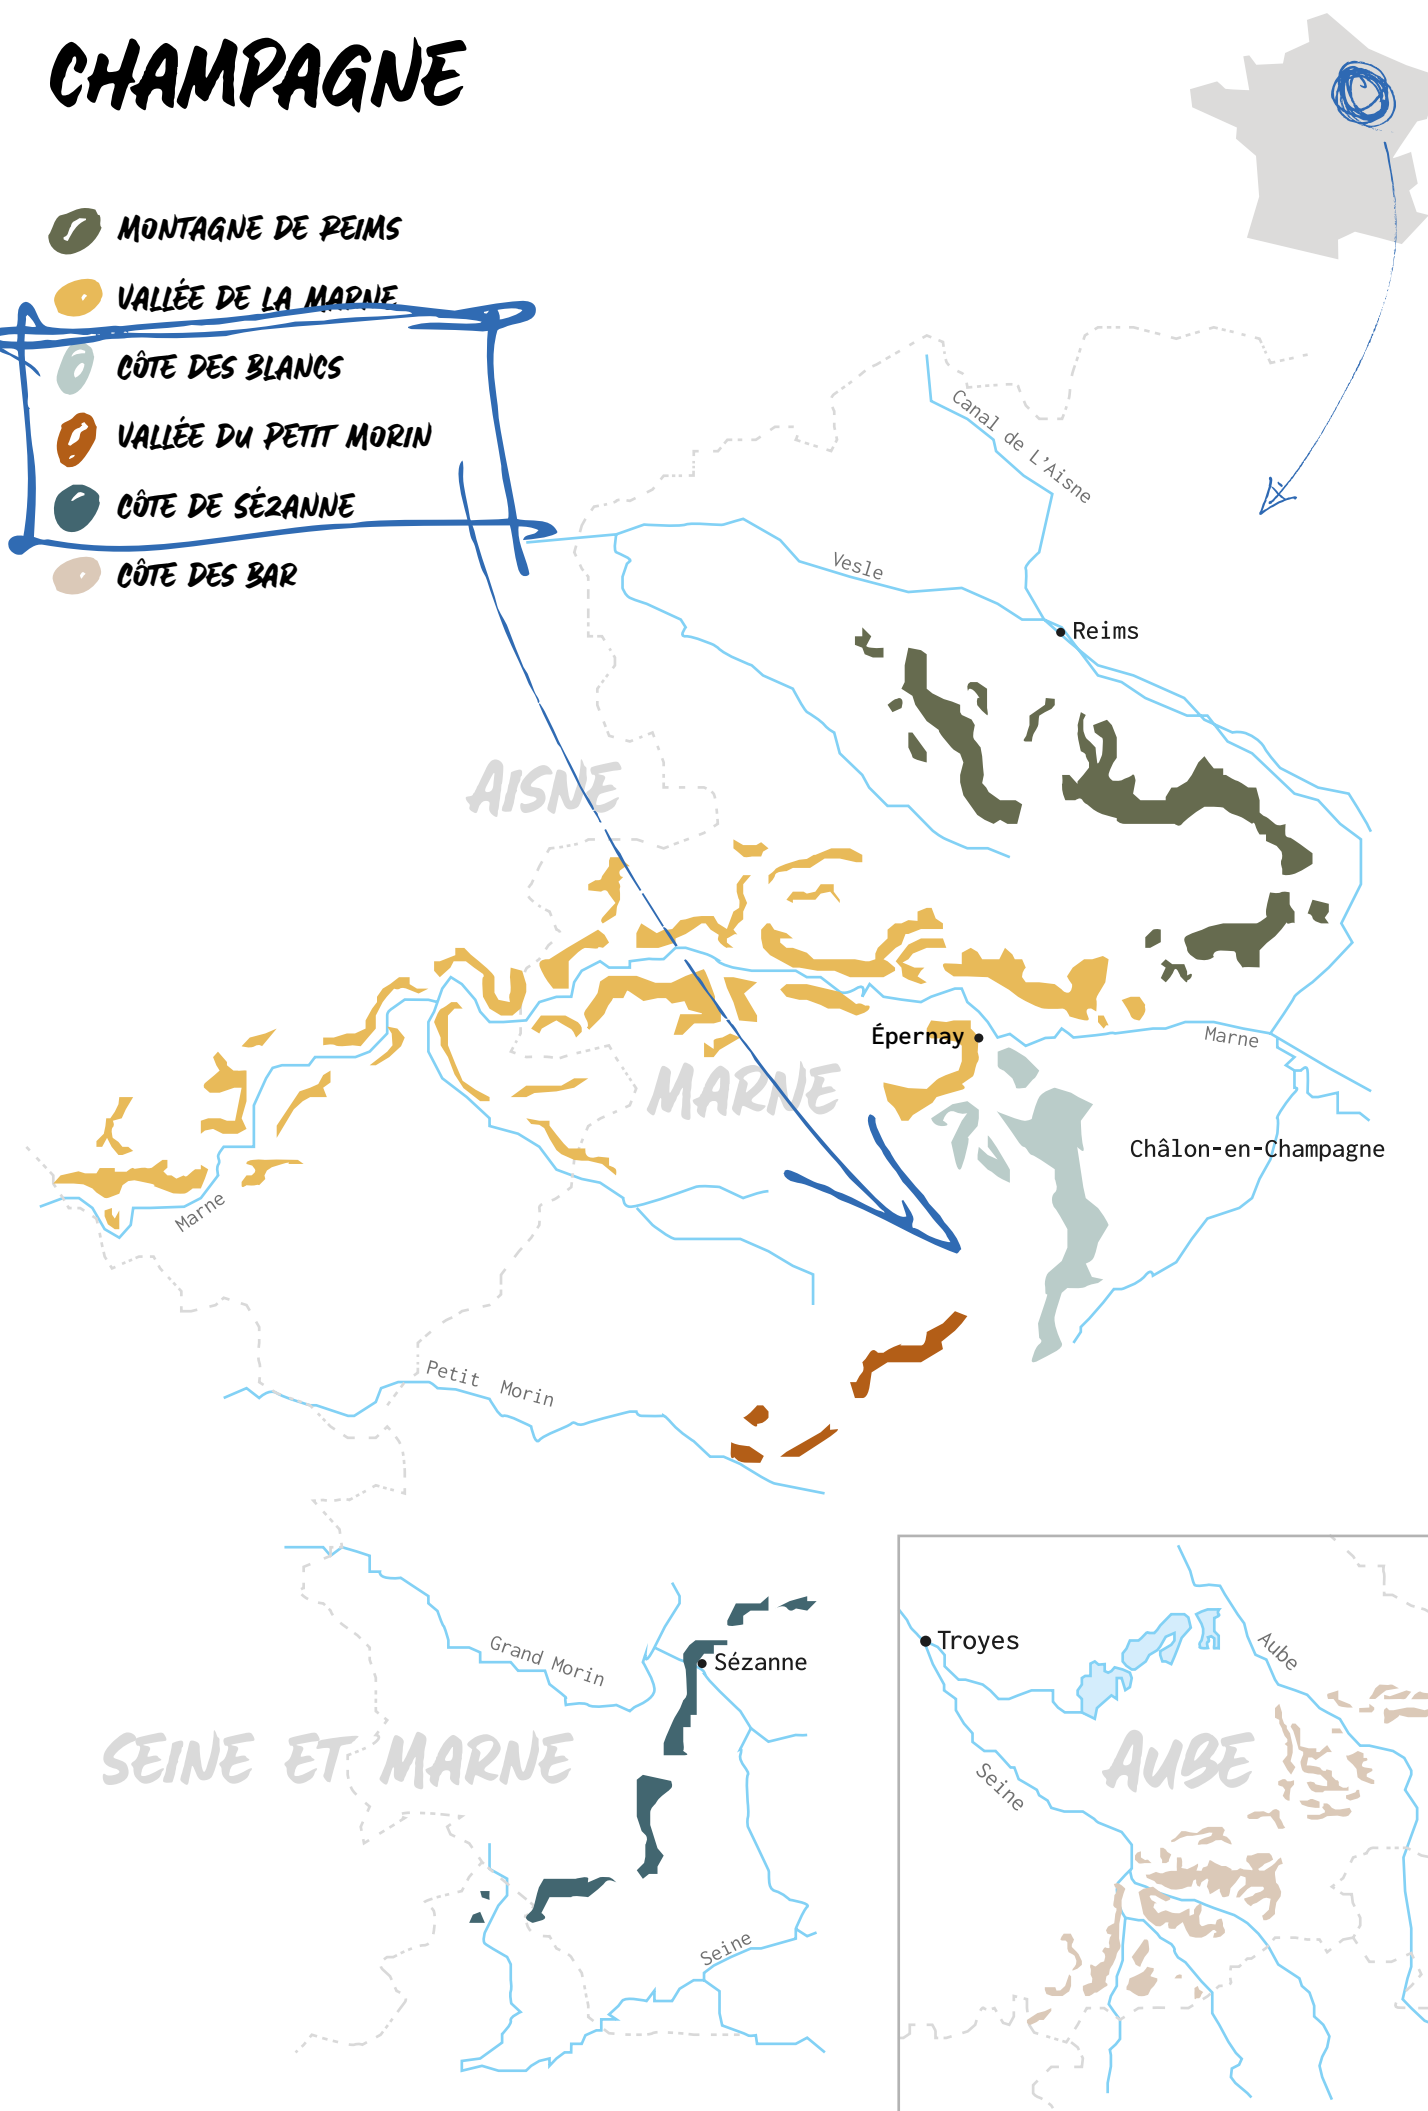 CHAMPAGNE
MONTAGNE DE REIMS
VALLÉE DE LA MARNE
CÔTE DES BLANCS
VALLÉE DU PETIT MORIN
CÔTE DE SÉZANNE
CÔTE DES BAR
Canal de L'Aisne
Vesle
Reims
AISNE
Épernay
Marne
MARNE
Châlon-en-Champagne
Marne
Petit Morin
Grand Morin
Sézanne
SEINE ET MARNE
Seine
Troyes
Aube
AUBE
Seine